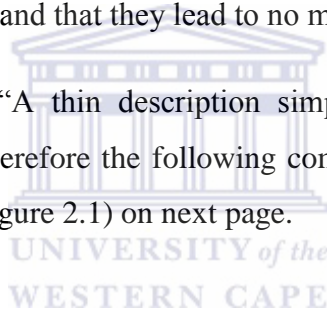 and that they lead to no m
“A thin description simp
erefore the following con
gure 2.1) on next page.
UNIVERSITY of the
WESTERN CAPE